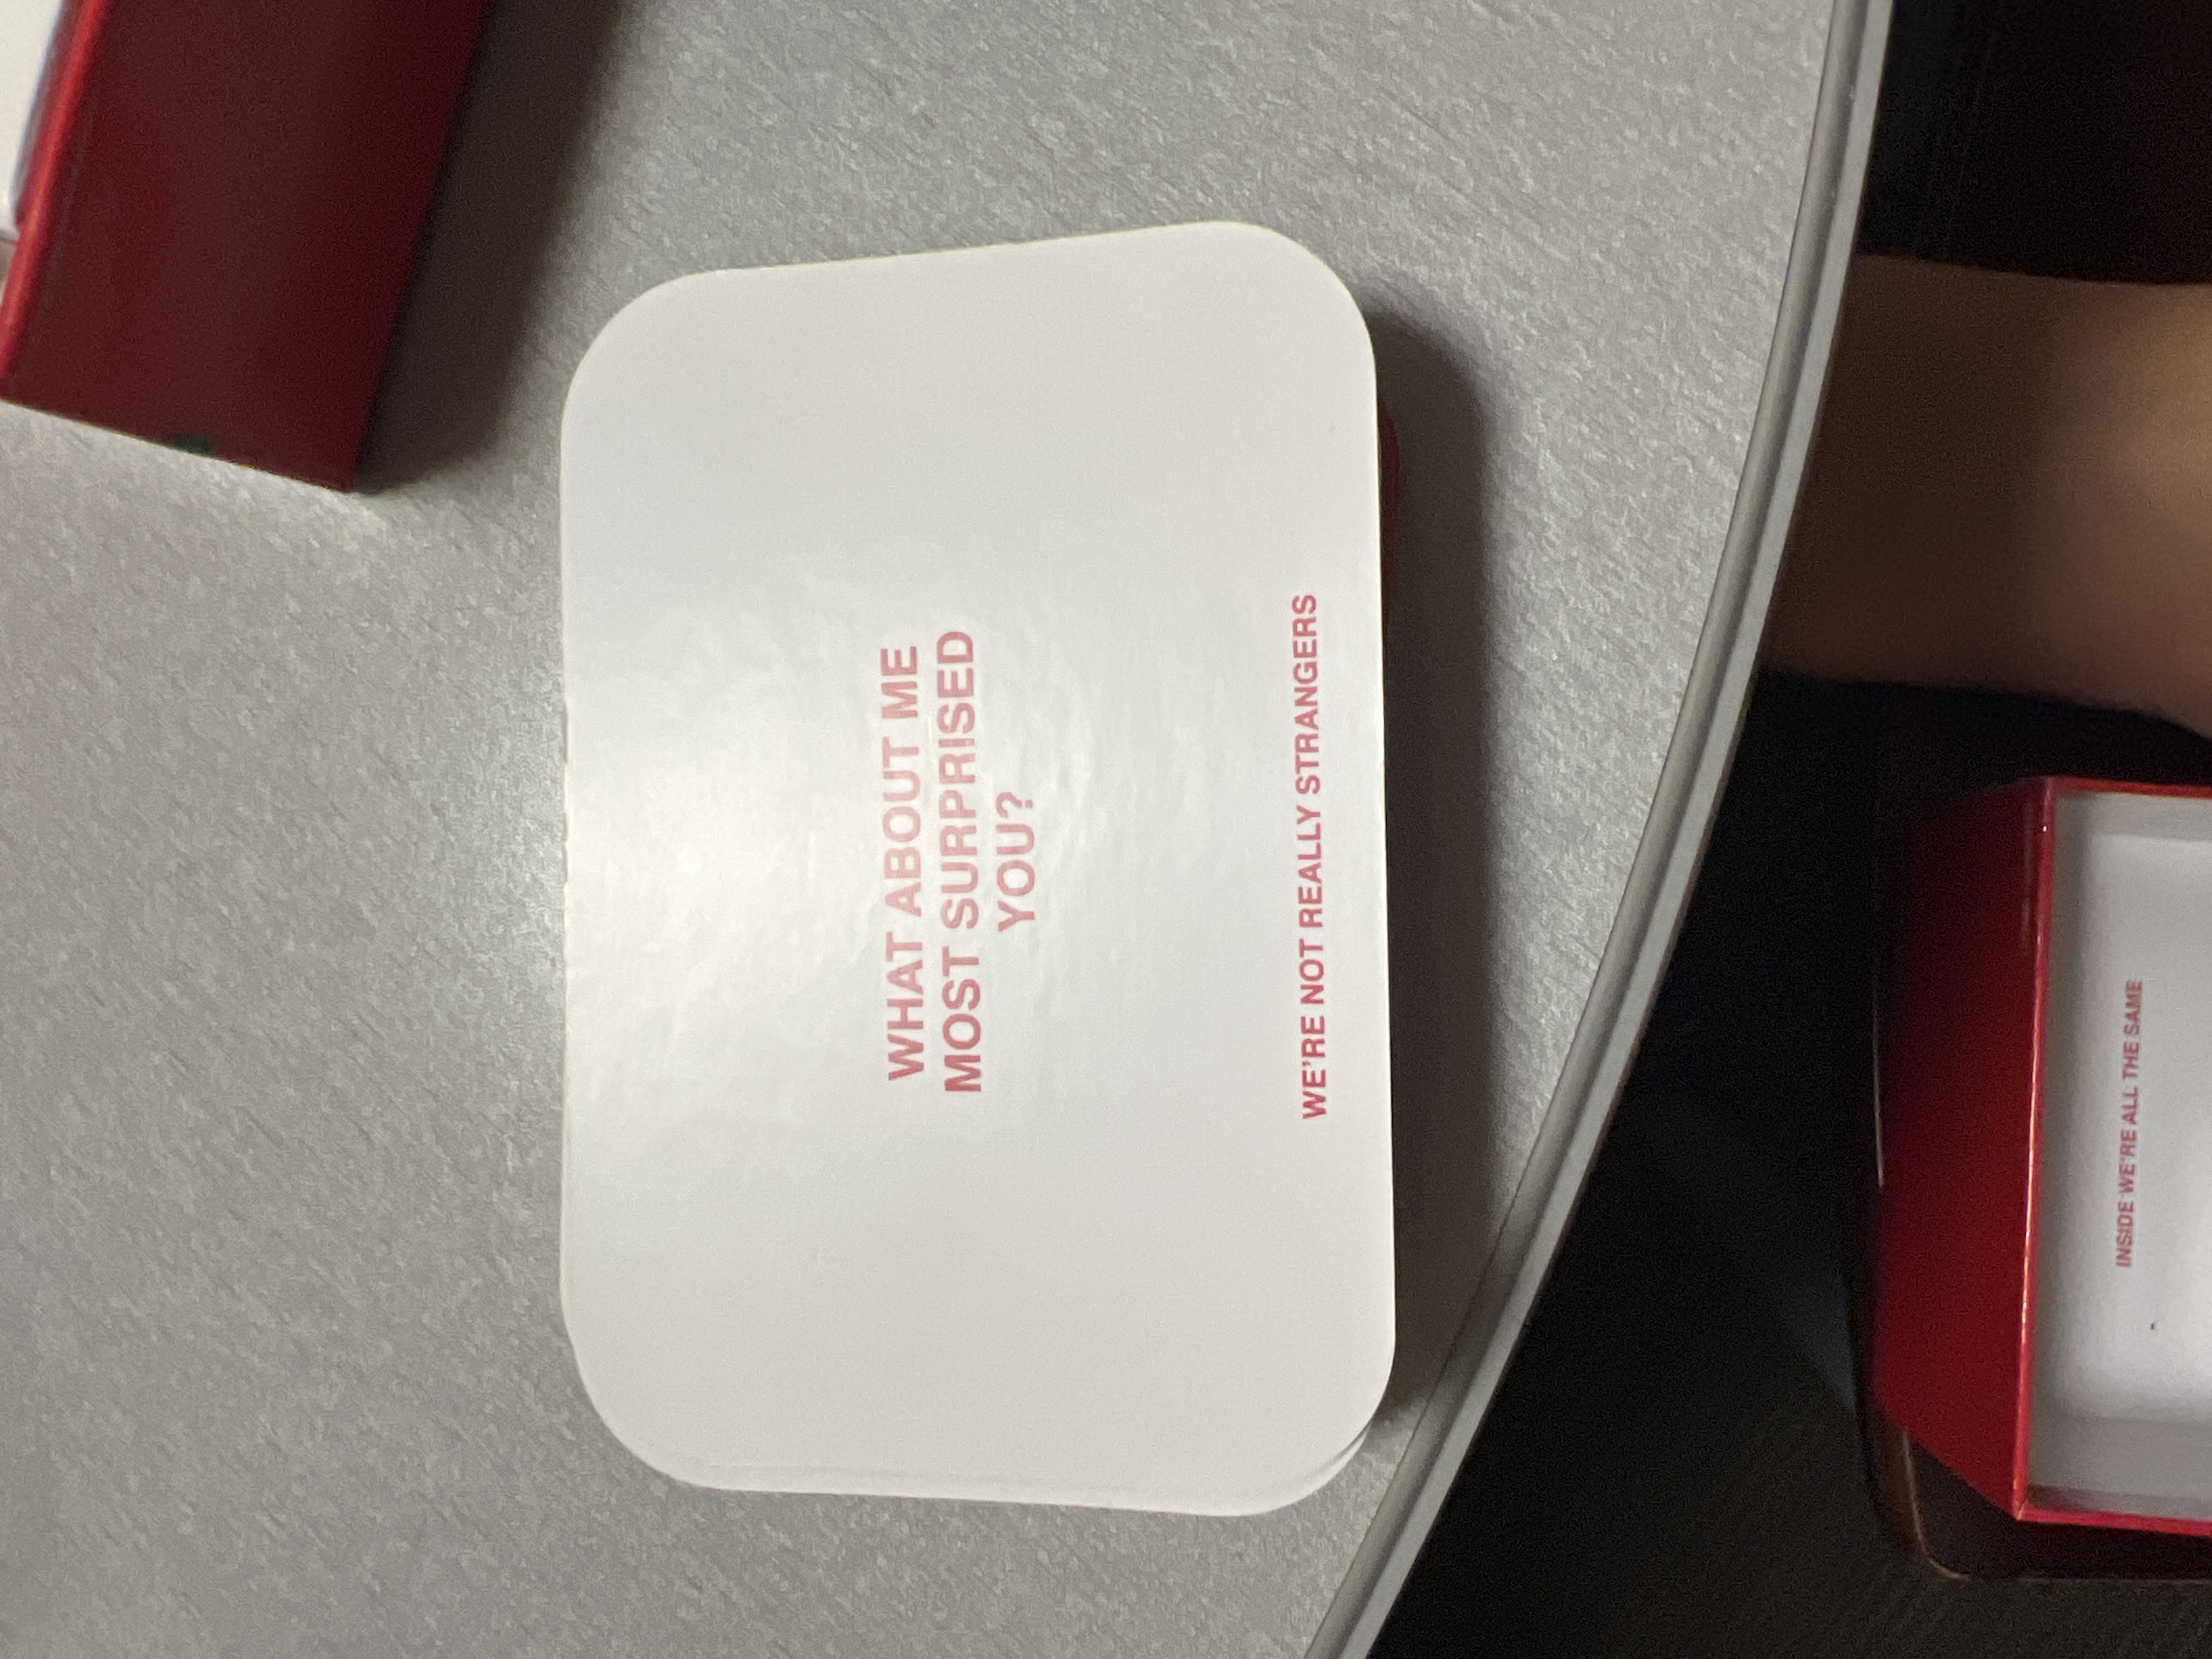 WHAT ABOUT ME
MOST SURPRISED
YOU?
WE'RE NOT REALLY STRANGERS
INSIDE WE'RE ALL THE SAME